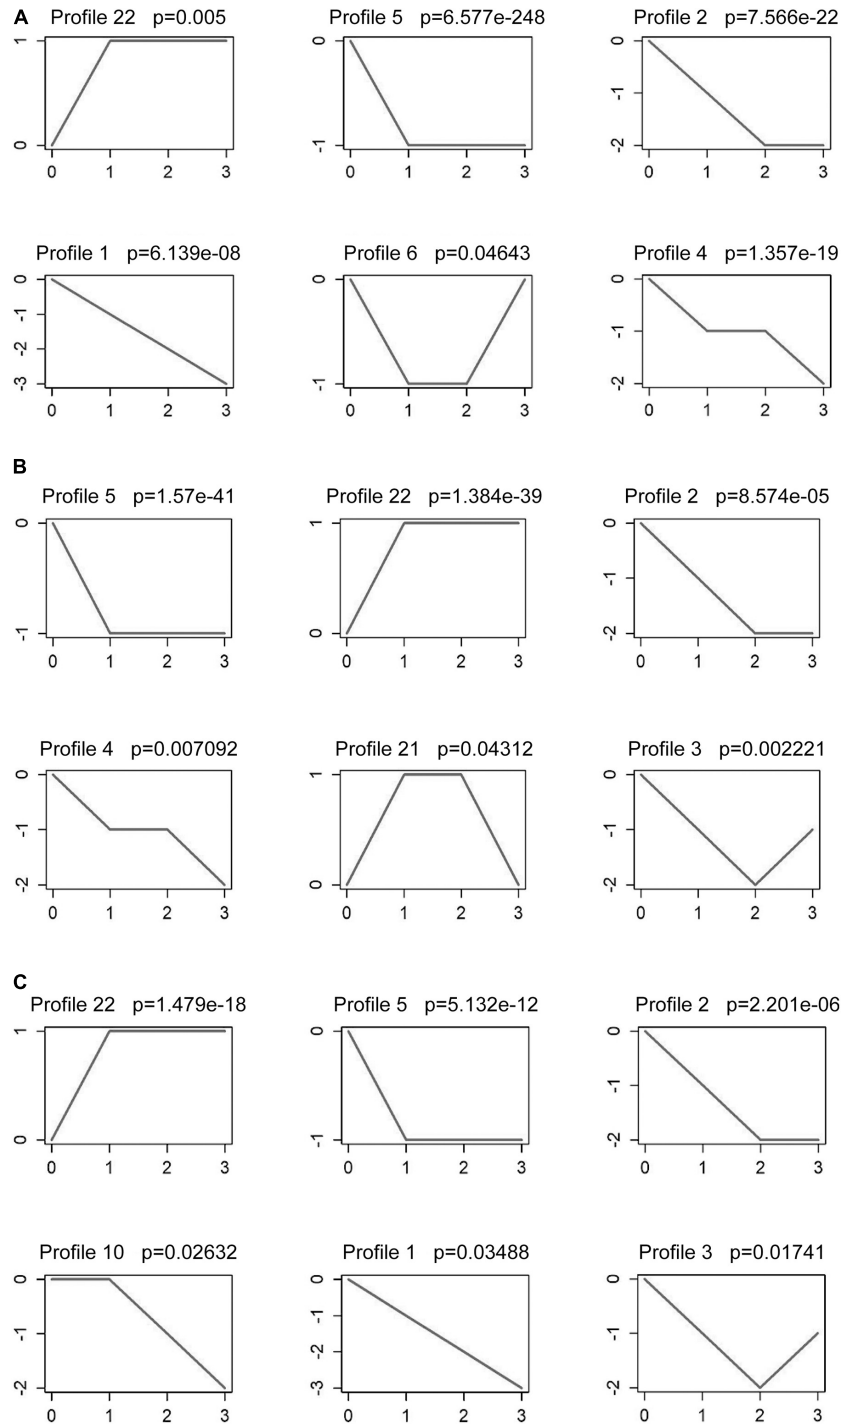 A
Profile 22 p=0.005
Profile 5 p=6.577e-248
Profile 2 p=7.566e-22
1
0
0 1 2 3
0
-1
0 1 2 3
0
-1
-2
0 1 2 3
Profile 1 p=6.139e-08
Profile 6 p=0.04643
Profile 4 p=1.357e-19
0
-1
-2
-3
0 1 2 3
0
-1
0 1 2 3
0
-1
-2
0 1 2 3
B
Profile 5 p=1.57e-41
Profile 22 p=1.384e-39
Profile 2 p=8.574e-05
0
-1
0 1 2 3
1
0
0 1 2 3
0
-1
-2
0 1 2 3
Profile 4 p=0.007092
Profile 21 p=0.04312
Profile 3 p=0.002221
0
-1
-2
0 1 2 3
1
0
0 1 2 3
0
-1
-2
0 1 2 3
C
Profile 22 p=1.479e-18
Profile 5 p=5.132e-12
Profile 2 p=2.201e-06
1
0
0 1 2 3
0
-1
0 1 2 3
0
-1
-2
0 1 2 3
Profile 10 p=0.02632
Profile 1 p=0.03488
Profile 3 p=0.01741
0
-1
-2
0 1 2 3
0
-1
-2
-3
0 1 2 3
0
-1
-2
0 1 2 3